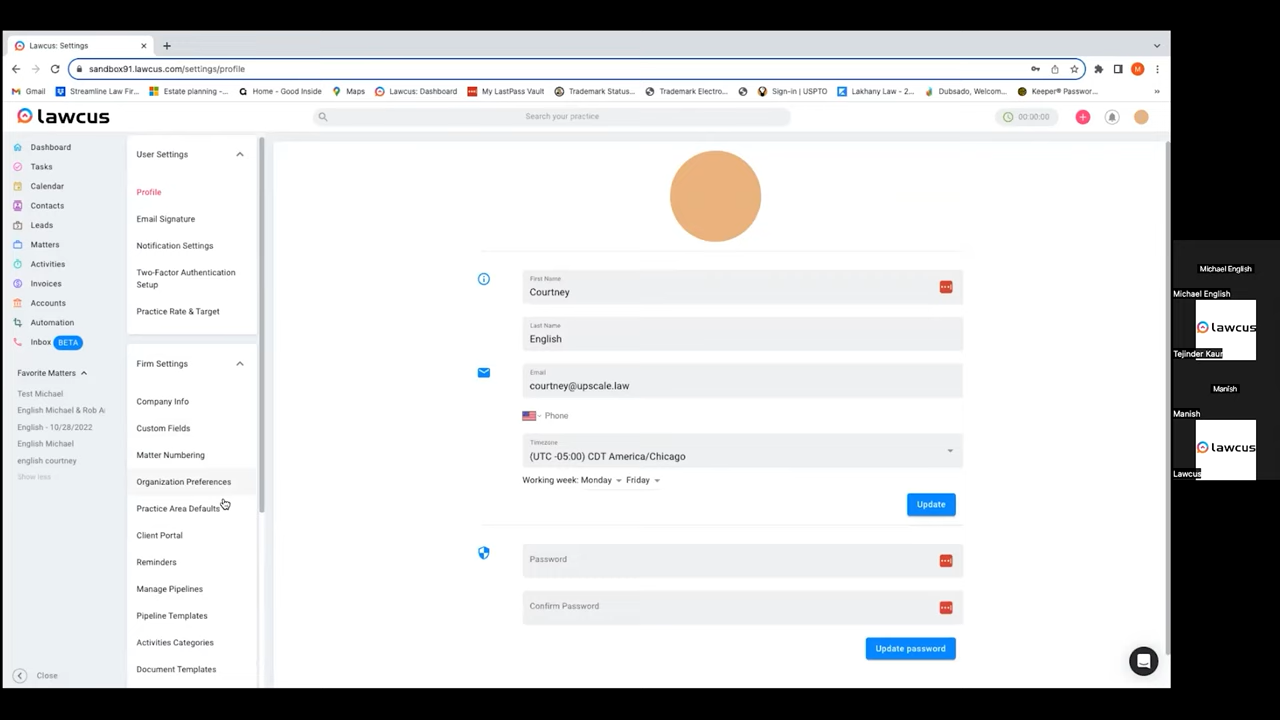 Lawcus: Settings
sandbox91.lawcus.com/settings/profile
M
Gmail
Streamline Law Fir...
Estate planning -...
Home - Good Inside
Maps
Lawcus: Dashboard
My LastPass Vault
Trademark Status...
Trademark Electro...
Sign-in | USPTO
Lakhany Law - 2...
Dubsado, Welcom...
Keeper® Passwor...
lawcus
Search your practice
00:00:00
Dashboard
Tasks
Calendar
Contacts
Leads
Matters
Activities
Invoices
Accounts
Automation
Inbox BETA
Favorite Matters
Test Michael
English Michael & Rob A
English - 10/28/2022
English Michael
english courtney
Show less
Close
User Settings
Profile
Email Signature
Notification Settings
Two-Factor Authentication
Setup
Practice Rate & Target
Firm Settings
Company Info
Custom Fields
Matter Numbering
Organization Preferences
Practice Area Defaults
Client Portal
Reminders
Manage Pipelines
Pipeline Templates
Activities Categories
Document Templates
First Name
Courtney
Last Name
English
Email
courtney@upscale.law
Phone
Timezone
(UTC -05:00) CDT America/Chicago
Working week: Monday Friday
Update
Password
Confirm Password
Update password
Michael English
Michael English
lawcus
Tejinder Kaur
Manish
Manish
lawcus
Lawcus